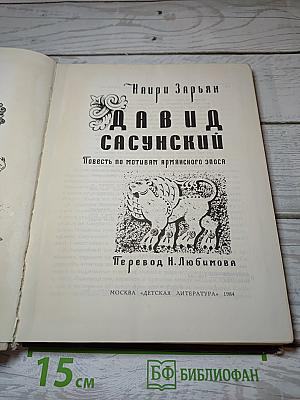 Наири Зарьян
ДАВИД
САСУНСКИЙ
Повесть по мотивам армянского эпоса
Перевод Н. Любимова
МОСКВА «ДЕТСКАЯ ЛИТЕРАТУРА» 1984
15 см
БФ БИБЛИОФАН